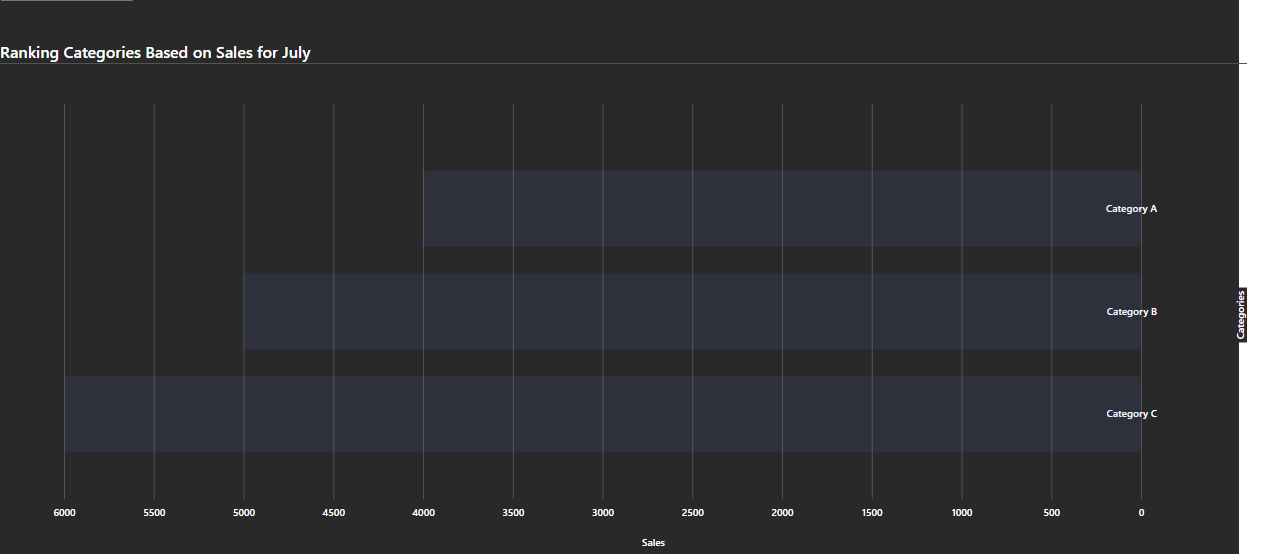 Ranking Categories Based on Sales for July
Category A
Category B
Categories
Category C
6000 5500 5000 4500 4000 3500 3000 2500 2000 1500 1000 500 0
Sales